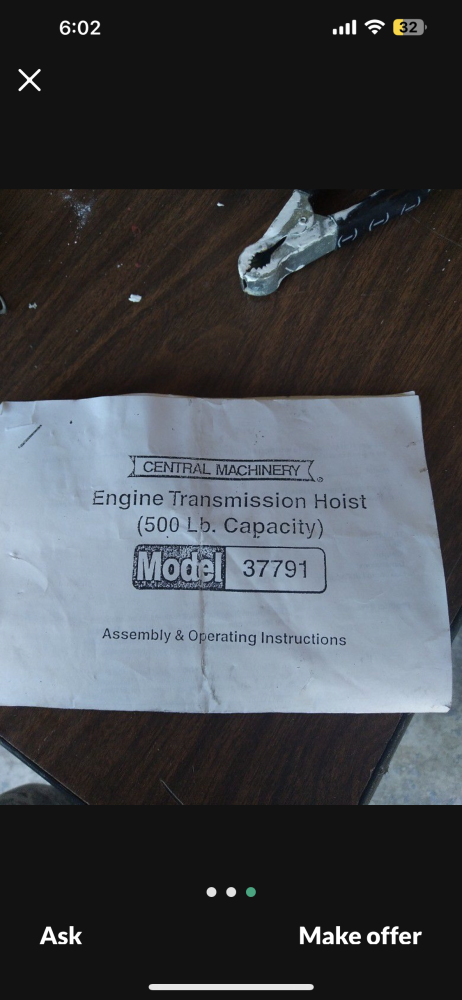 6:02
32
CENTRAL MACHINERY
Engine Transmission Hoist
(500 Lb. Capacity)
Model 37791
Assembly & Operating Instructions
Ask
Make offer